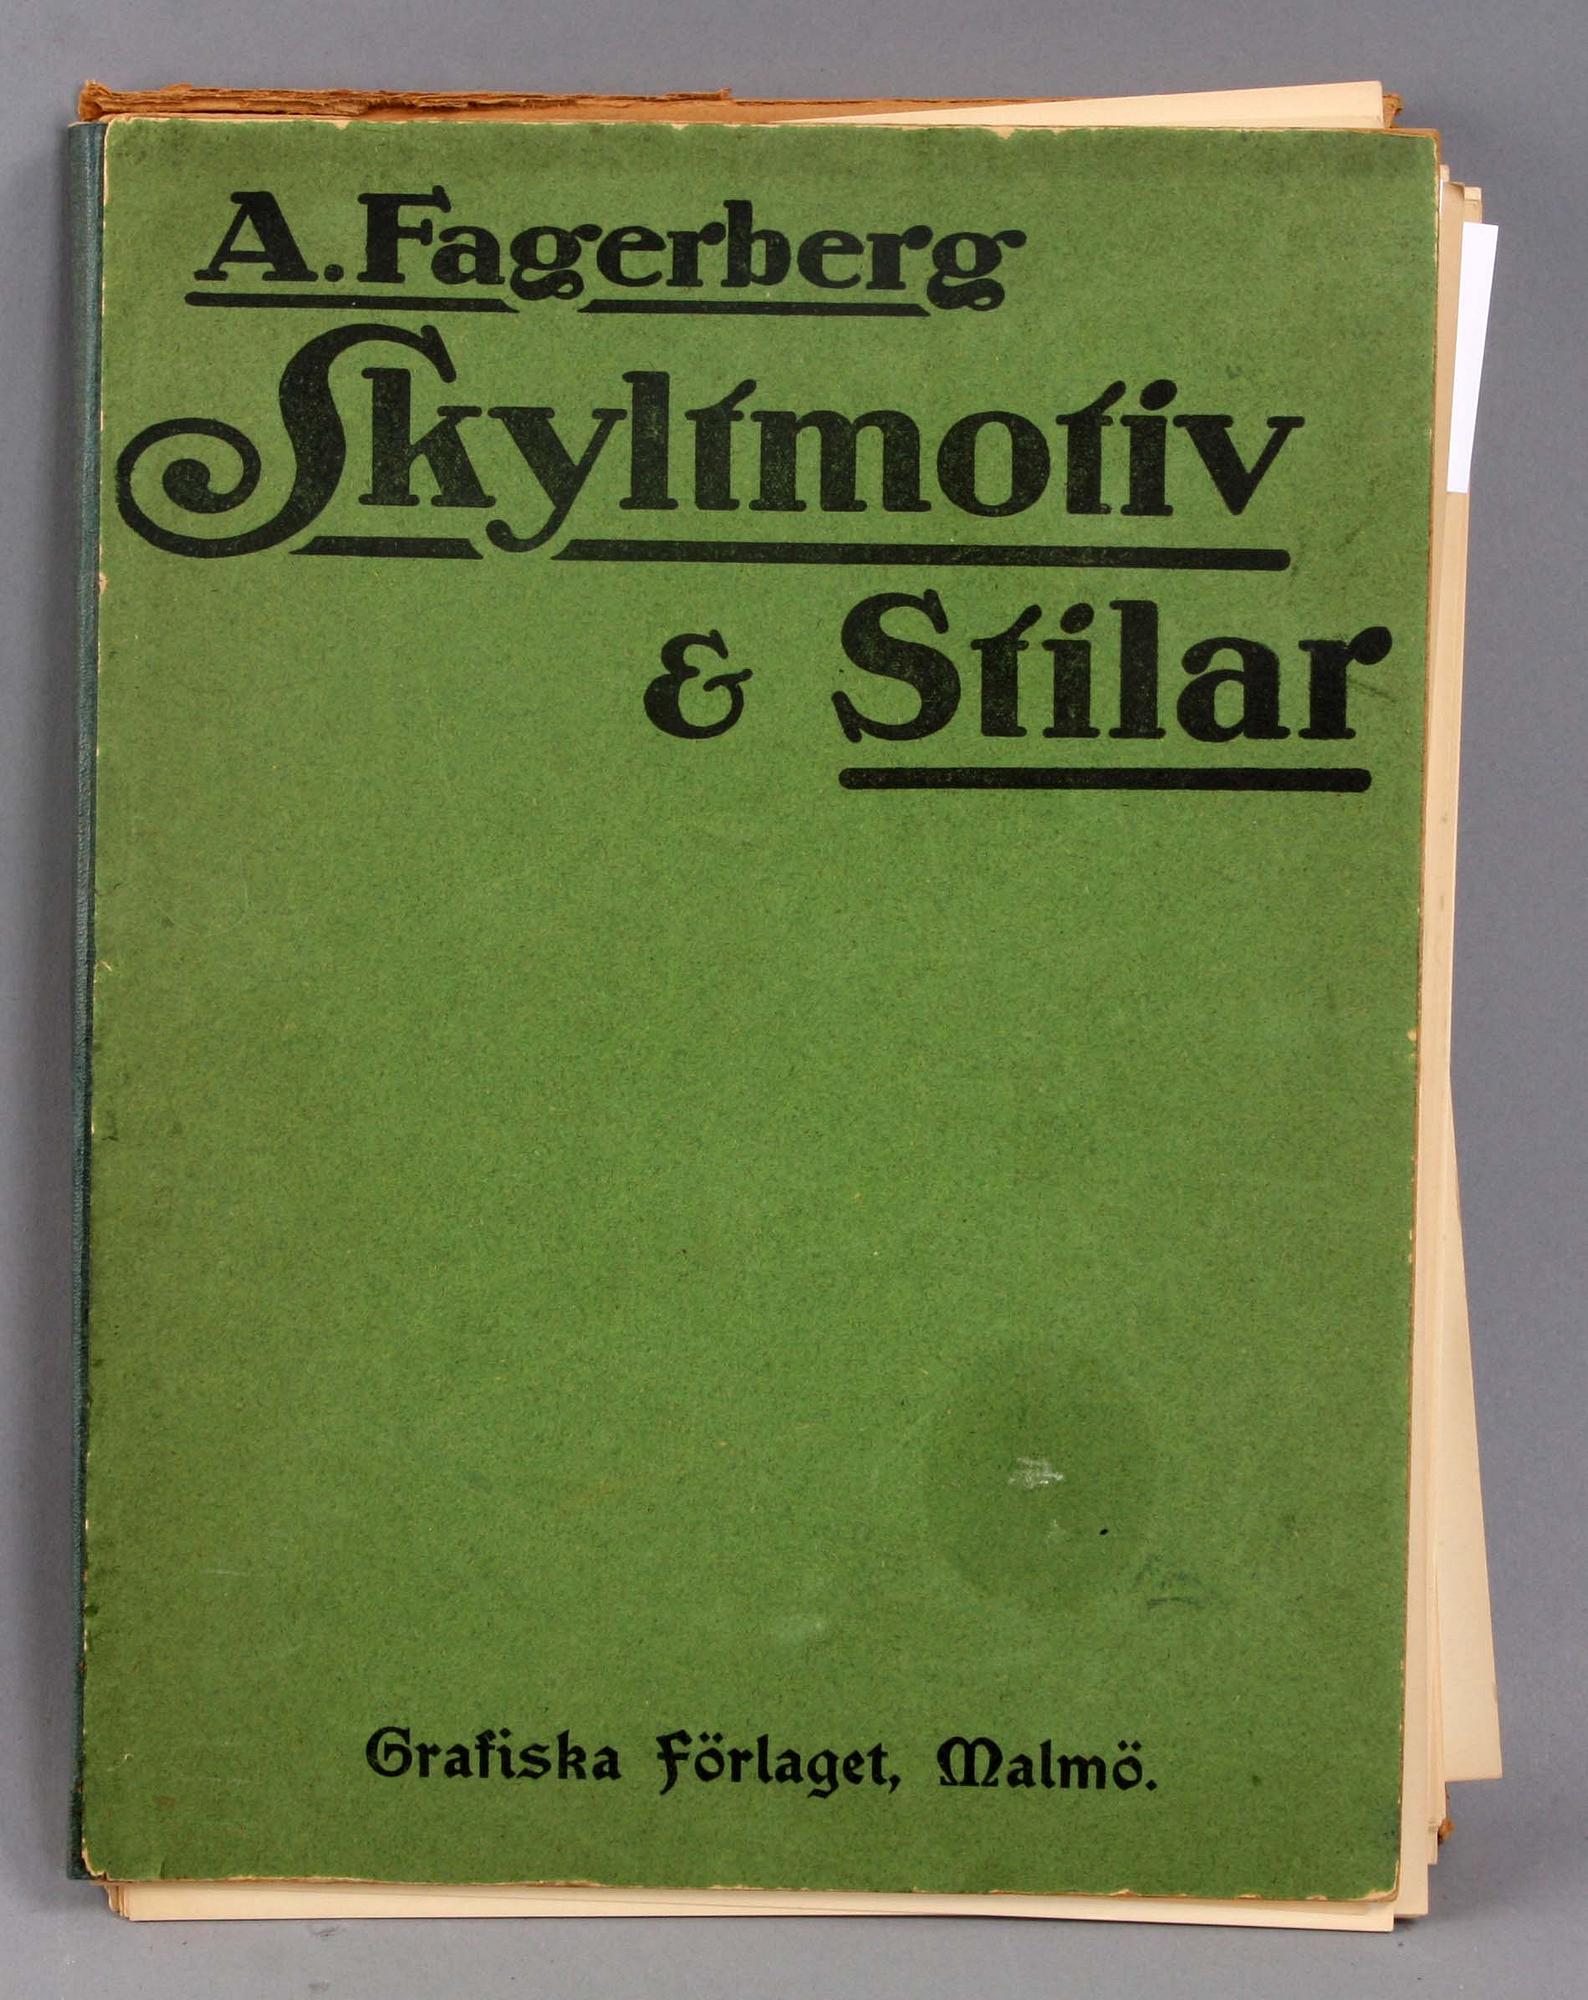 A. Fagerberg
Skyltmotiv
& Stilar
Grafiska Förlaget, Malmö.